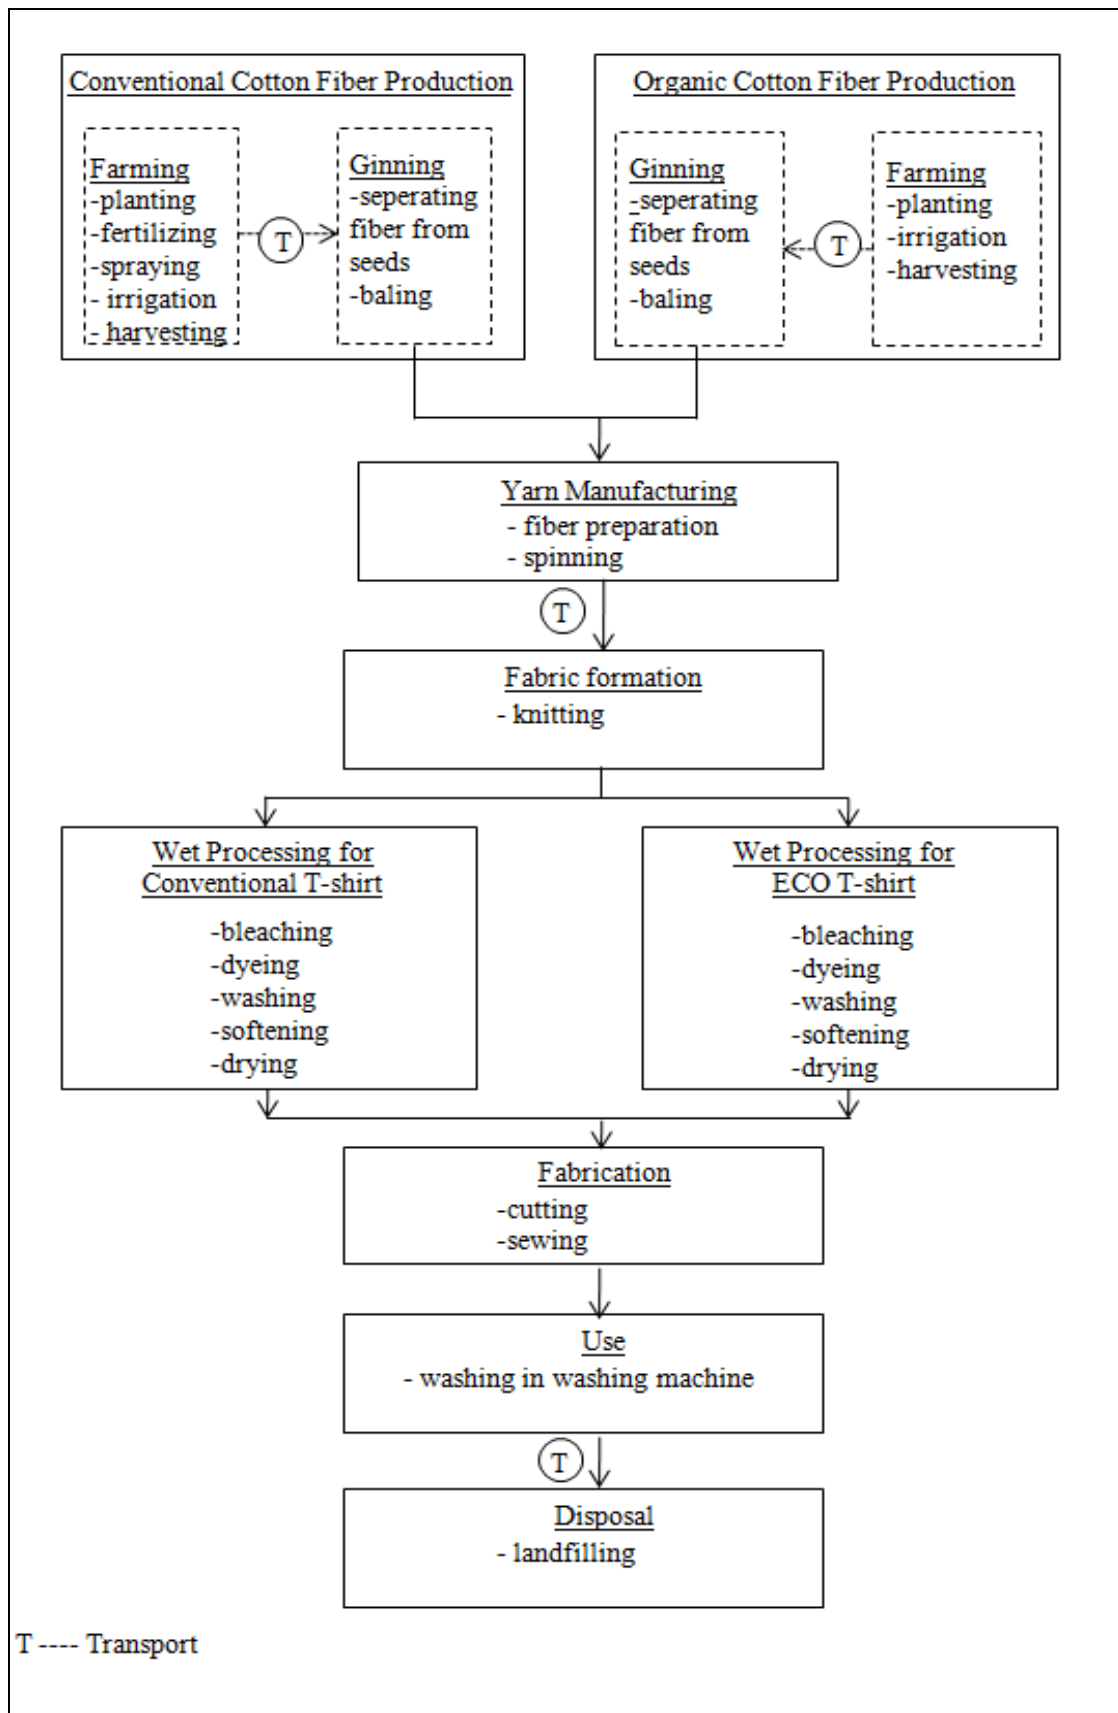 Conventional Cotton Fiber Production
Farming
-planting
-fertilizing
-spraying
- irrigation
- harvesting
T
Ginning
-seperating
fiber from
seeds
-baling
Organic Cotton Fiber Production
Ginning
-seperating
fiber from
seeds
-baling
T
Farming
-planting
-irrigation
-harvesting
Yarn Manufacturing
- fiber preparation
- spinning
T
Fabric formation
- knitting
Wet Processing for
Conventional T-shirt
-bleaching
-dyeing
-washing
-softening
-drying
Wet Processing for
ECO T-shirt
-bleaching
-dyeing
-washing
-softening
-drying
Fabrication
-cutting
-sewing
Use
- washing in washing machine
T
Disposal
- landfilling
T ---- Transport